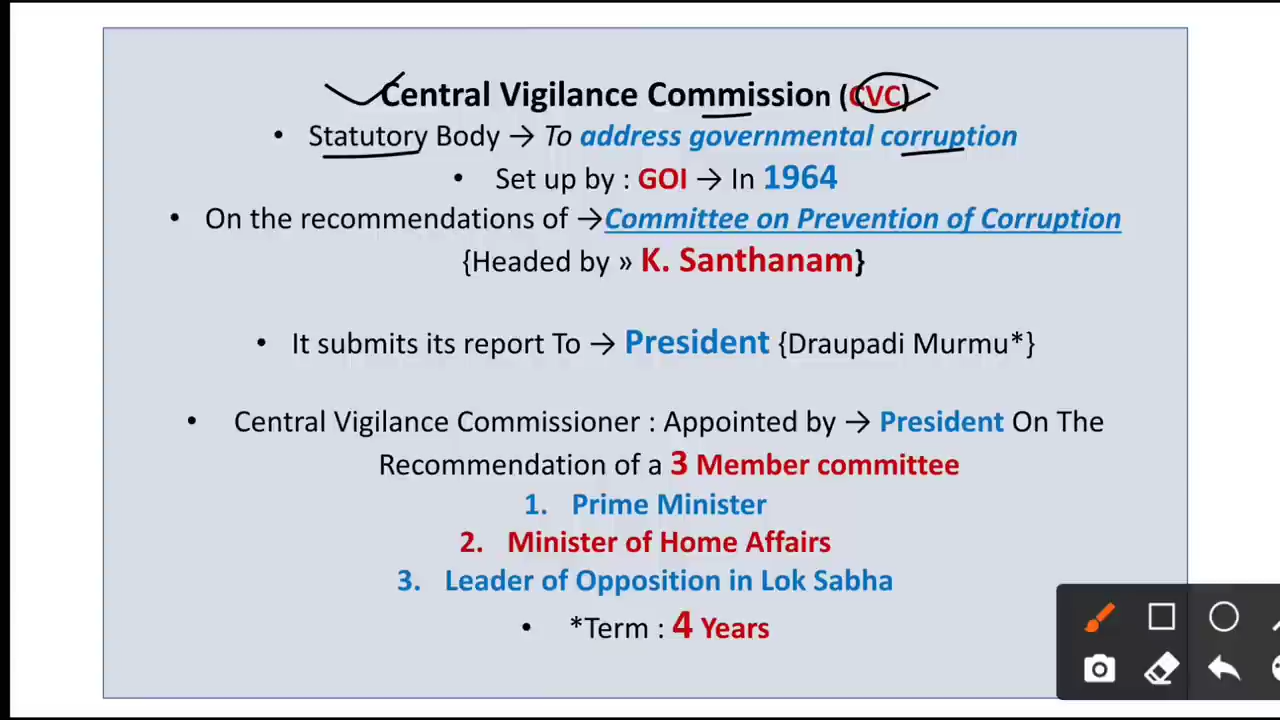 Central Vigilance Commission (CVC)
• Statutory Body → To address governmental corruption
• Set up by : GOI → In 1964
• On the recommendations of →Committee on Prevention of Corruption
{Headed by » K. Santhanam}
• It submits its report To → President {Draupadi Murmu*}
• Central Vigilance Commissioner : Appointed by → President On The
Recommendation of a 3 Member committee
1. Prime Minister
2. Minister of Home Affairs
3. Leader of Opposition in Lok Sabha
• *Term : 4 Years